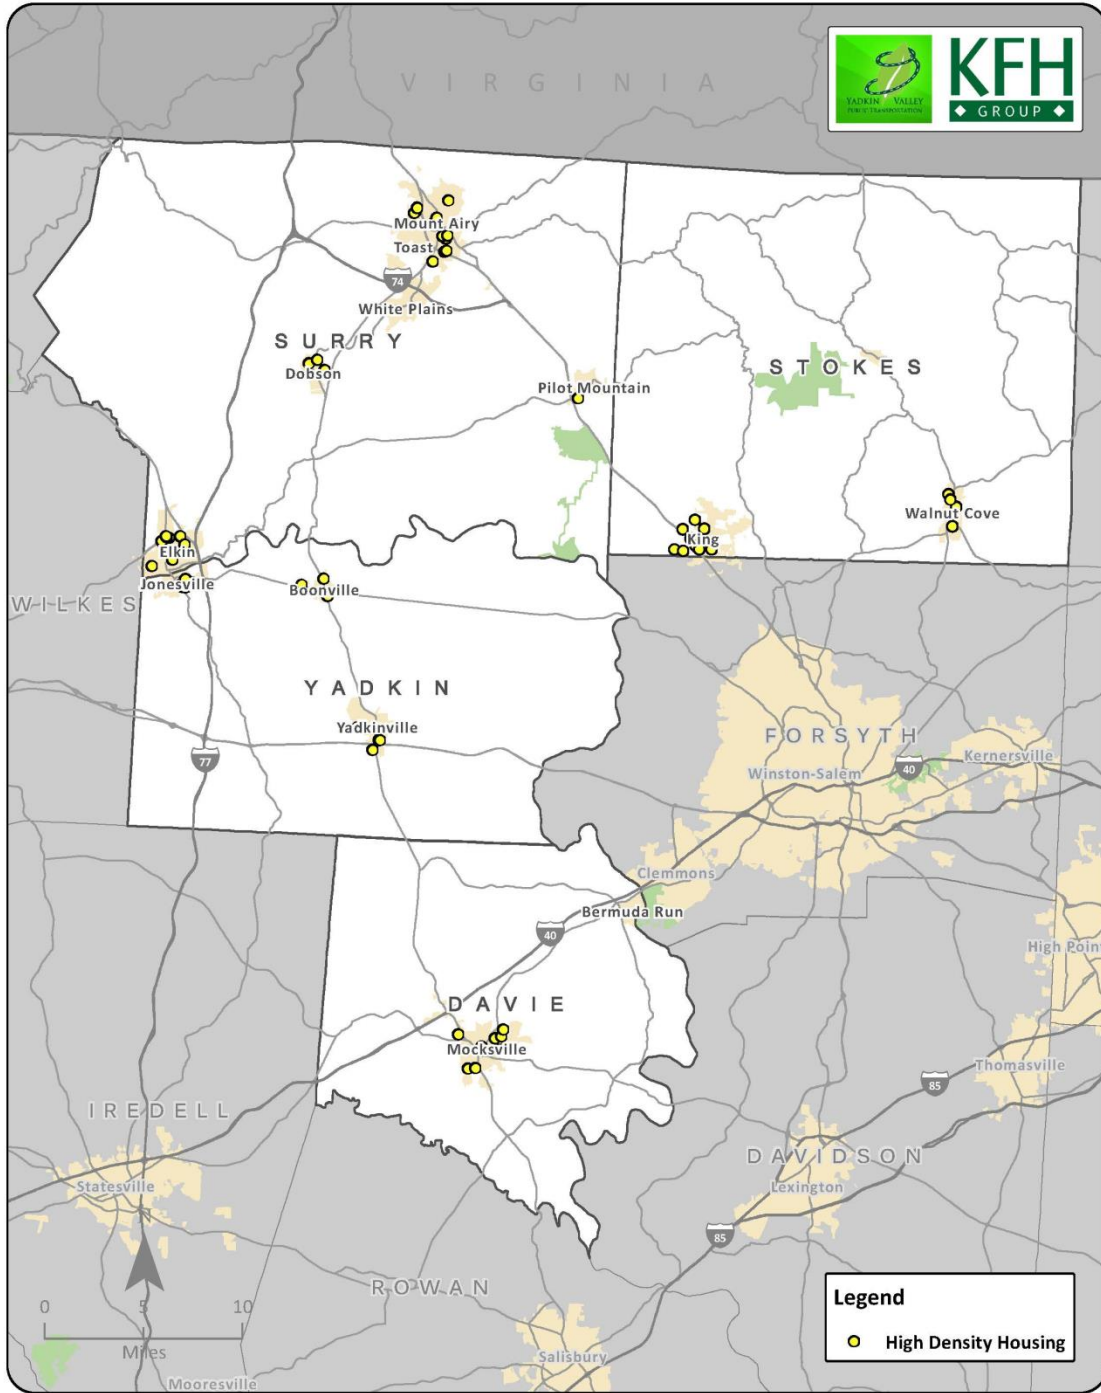 VIRGINIA
YADKIN VALLEY
PUBLIC TRANSPORTATION
KFH
GROUP
Mount Airy
Toast
74
White Plains
SURRY
Dobson
Pilot Mountain
STOKES
Walnut Cove
King
Elkin
Jonesville
Boonville
WILKES
YADKIN
Yadkinville
77
FORSYTH
Winston-Salem
40
Kernersville
Clemmons
Bermuda Run
40
High Point
DAVIE
Mocksville
Thomasville
85
IREDELL
Statesville
DAVIDSON
Lexington
85
ROWAN
0 5 10
Miles
Salisbury
Mooresville
Legend
High Density Housing